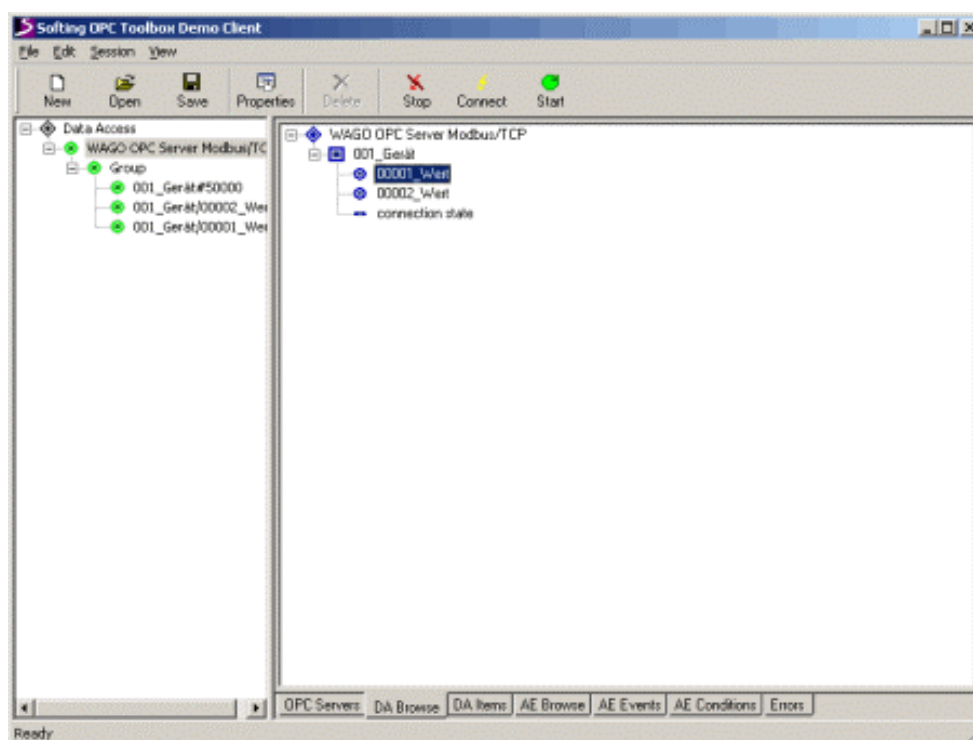 Softing OPC Toolbox Demo Client
File Edit Session View
New Open Save Properties Delete Stop Connect Start
Data Access
WAGO OPC Server Modbus/TC
Group
001_Gerät#50000
001_Gerät/00002_Wer
001_Gerät/00001_Wer
WAGO OPC Server Modbus/TCP
001_Gerät
00001_Wert
00002_Wert
connection state
OPC Servers DA Browse DA Items AE Browse AE Events AE Conditions Errors
Ready